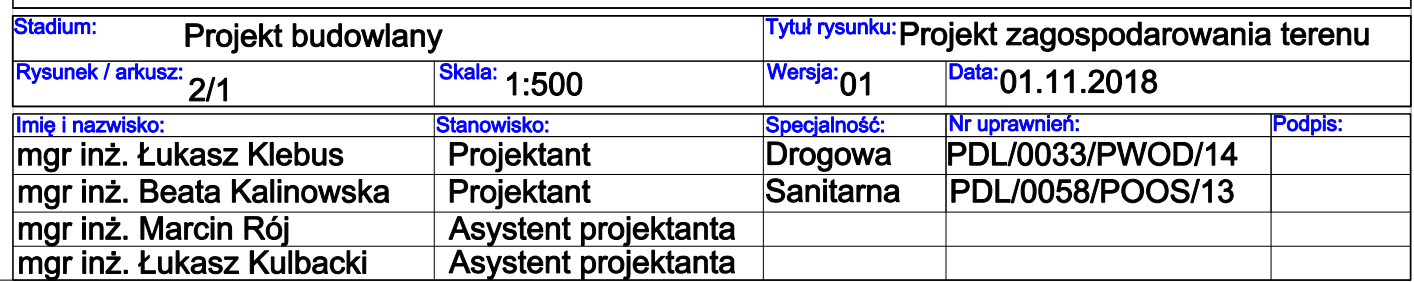 Stadium: Projekt budowlany Tytuł rysunku: Projekt zagospodarowania terenu
Rysunek / arkusz: 2/1 Skala: 1:500 Wersja: 01 Data: 01.11.2018
Imię i nazwisko: Stanowisko: Specjalność: Nr uprawnień: Podpis:
mgr inż. Łukasz Klebus Projektant Drogowa PDL/0033/PWOD/14
mgr inż. Beata Kalinowska Projektant Sanitarna PDL/0058/POOS/13
mgr inż. Marcin Rój Asystent projektanta
mgr inż. Łukasz Kulbacki Asystent projektanta